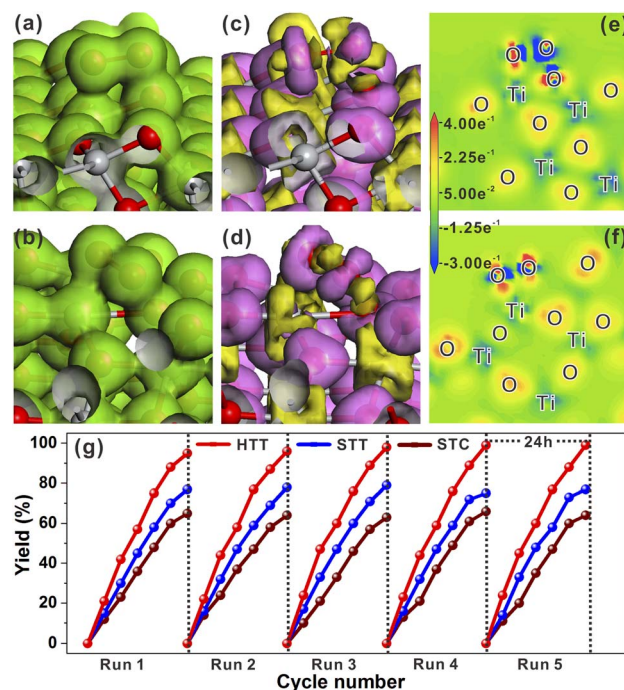 (a)
(c)
(e)
O
O
O
Ti
Ti
O
O
O
O
Ti
O
O
Ti
4.00e⁻¹
-2.25e⁻¹
-5.00e⁻²
-1.25e⁻¹
-3.00e⁻¹
(b)
(d)
(f)
O
O
O
Ti
O
O
O
Ti
O
Ti
O
Ti
(g)
HTT
STT
STC
24h
100
80
60
40
20
0
Yield (%)
Run 1
Run 2
Run 3
Run 4
Run 5
Cycle number